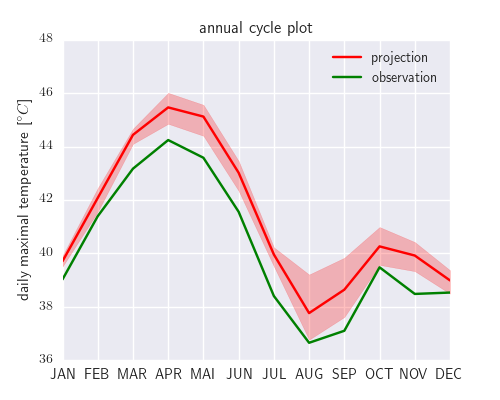 annual cycle plot
daily maximal temperature [°C]
48
46
44
42
40
38
36
JAN FEB MAR APR MAI JUN JUL AUG SEP OCT NOV DEC
projection
observation